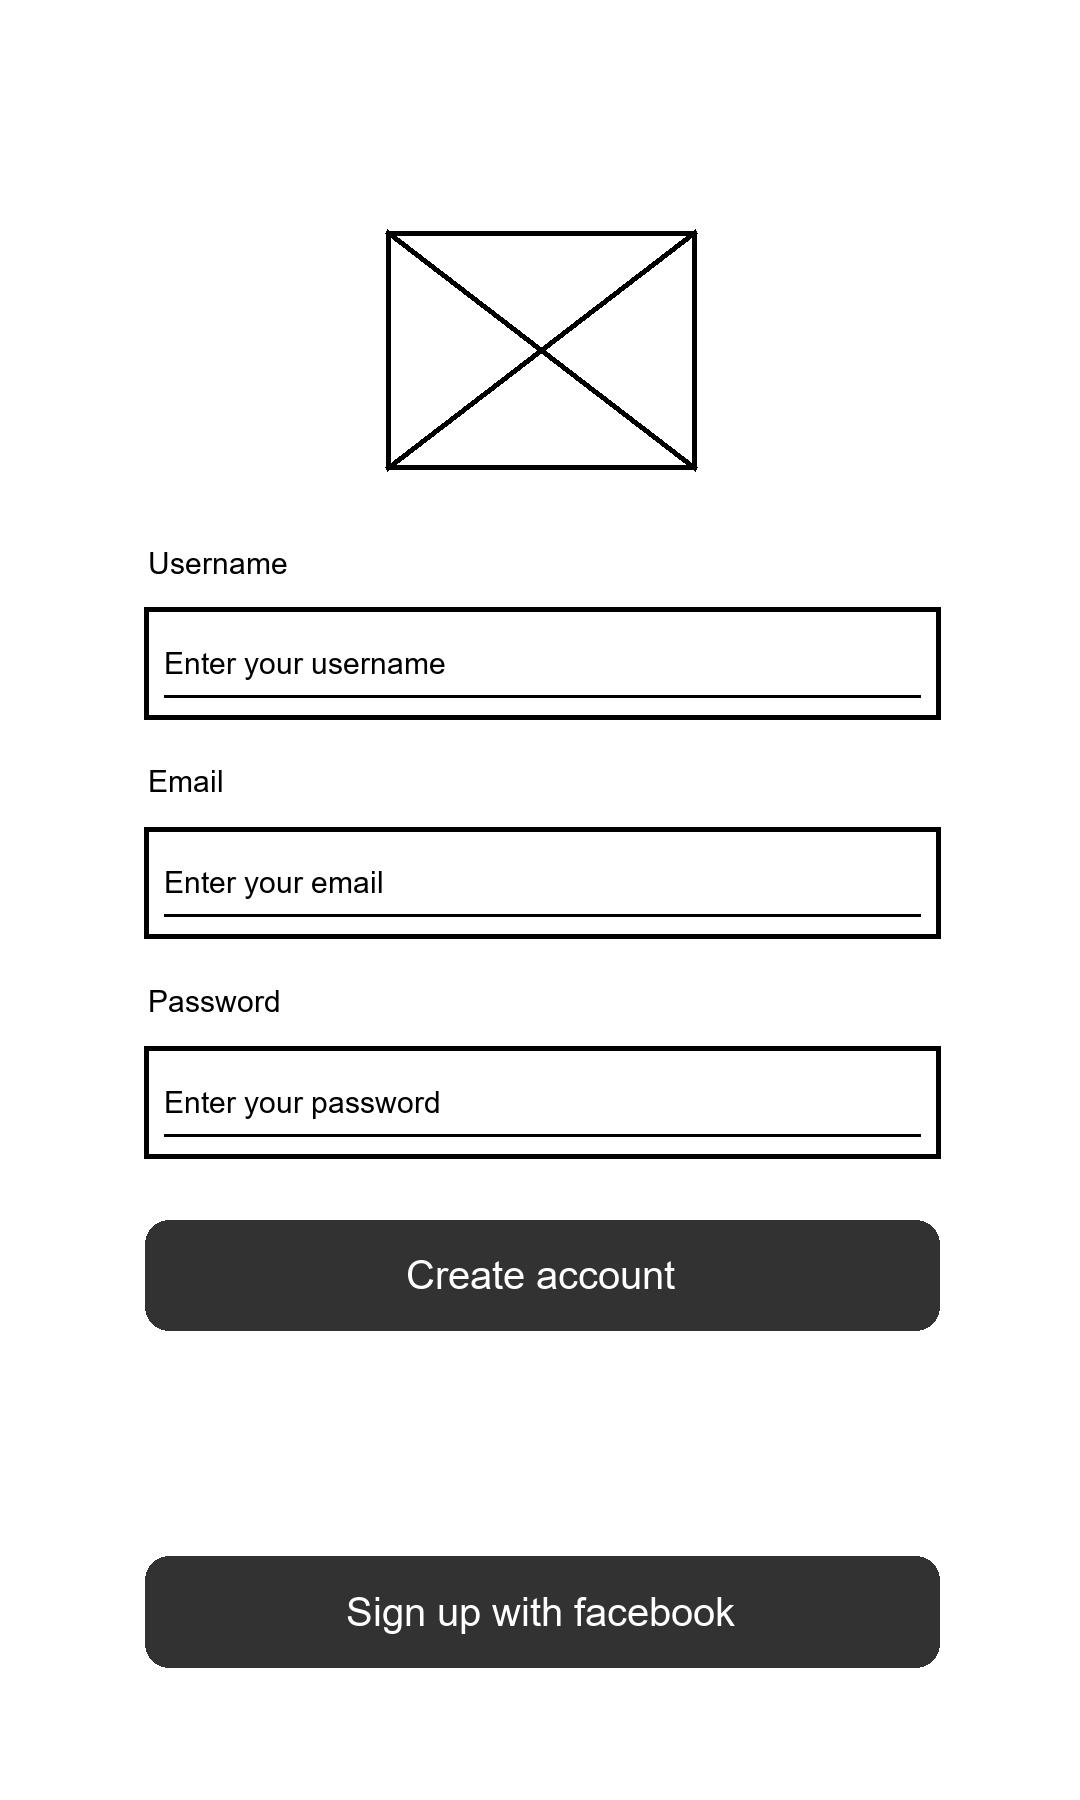 Username
Enter your username
Email
Enter your email
Password
Enter your password
Create account
Sign up with facebook